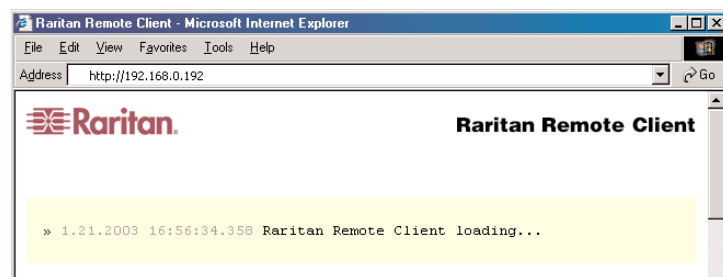 Raritan Remote Client - Microsoft Internet Explorer
File Edit View Favorites Tools Help
Address http://192.168.0.192 Go
Raritan. Raritan Remote Client
» 1.21.2003 16:56:34.358 Raritan Remote Client loading...